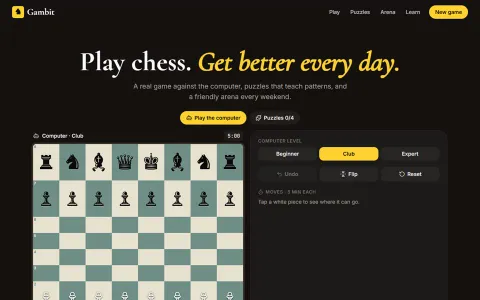 Gambit
Play Puzzles Arena Learn New game
Play chess. Get better every day.
A real game against the computer, puzzles that teach patterns, and
a friendly arena every weekend.
Play the computer Puzzles 0/4
Computer · Club 5:00
COMPUTER LEVEL
Beginner Club Expert
Undo Flip Reset
MOVES · 5 MIN EACH
Tap a white piece to see where it can go.